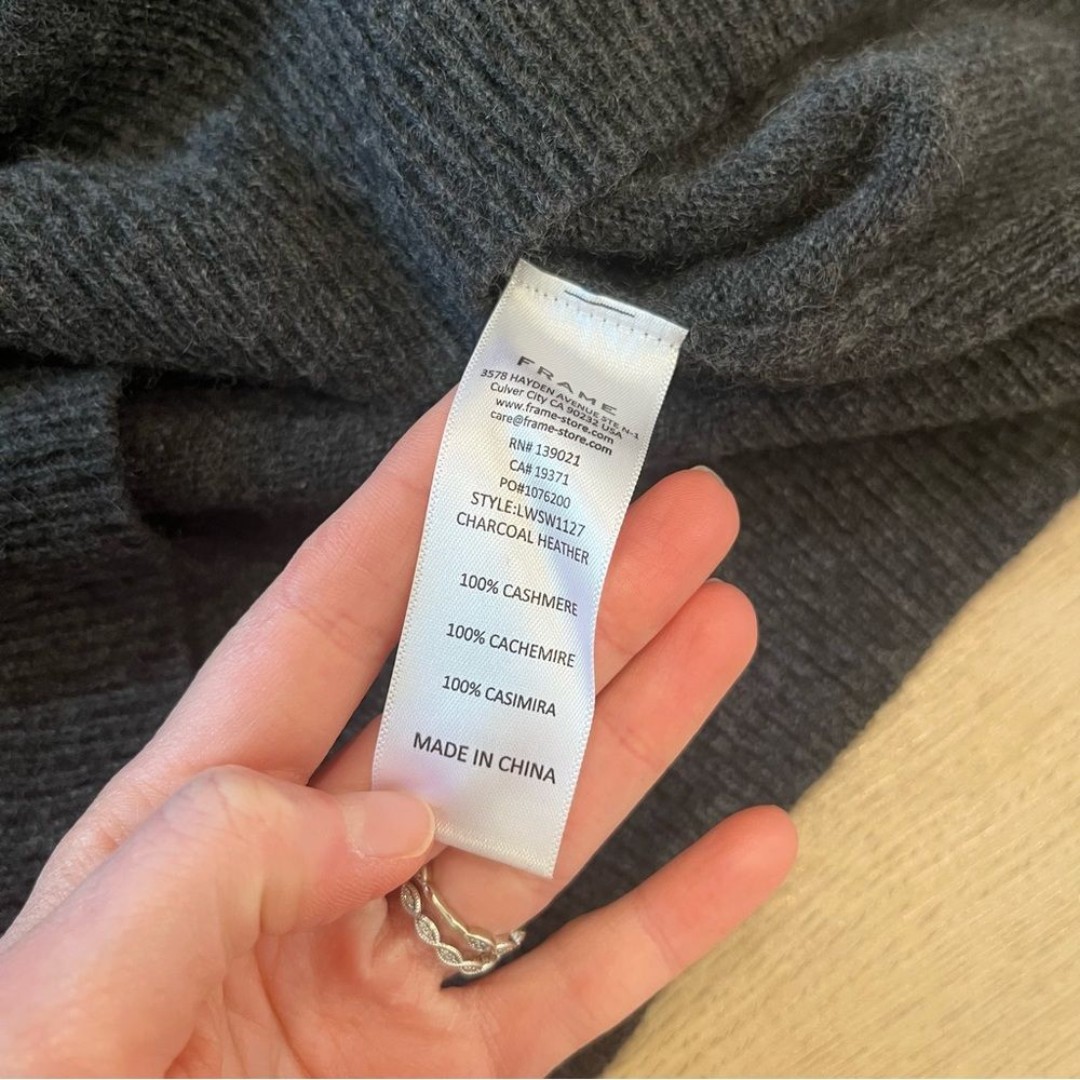 FRAME
3578 HAYDEN AVENUE STE N-1
Culver City CA 90232 USA
www.frame-store.com
care@frame-store.com
RN# 139021
CA# 19371
PO#1076200
STYLE:LWSW1127
CHARCOAL HEATHER
100% CASHMERE
100% CACHEMIRE
100% CASIMIRA
MADE IN CHINA